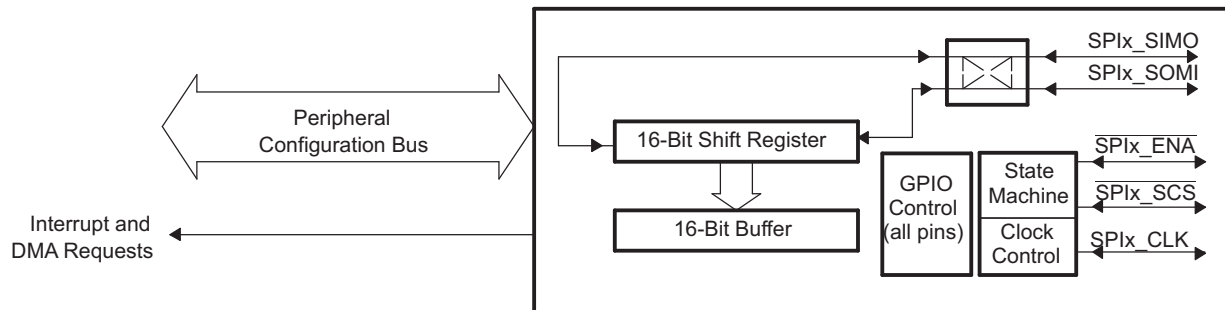 SPIx_SIMO
SPIx_SOMI
Peripheral
Configuration Bus
16-Bit Shift Register
SPIx_ENA
State
Machine
GPIO
Control
(all pins)
SPIx_SCS
Interrupt and
DMA Requests
16-Bit Buffer
Clock
Control
SPIx_CLK